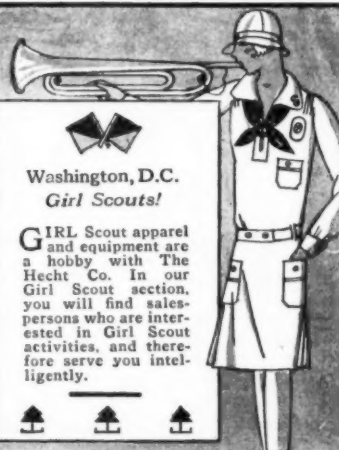 Washington, D.C.
Girl Scouts!
GIRL Scout apparel
and equipment are
a hobby with The
Hecht Co. In our
Girl Scout section,
you will find sales-
persons who are inter-
ested in Girl Scout
activities, and there-
fore serve you intel-
ligently.